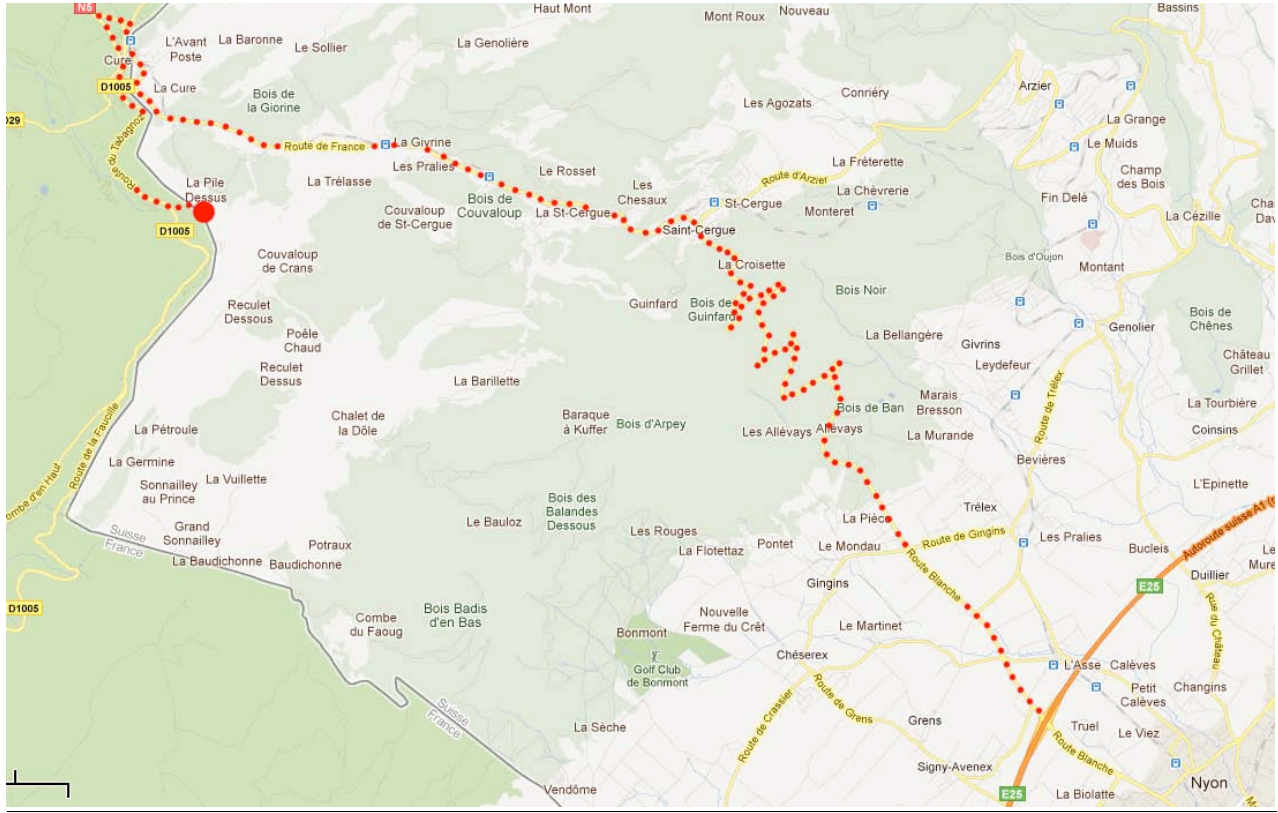 N5
Haut Mont
Mont Roux
Nouveau
Bassins
L'Avant
Poste
La Baronne
Le Sollier
La Genolière
Cure
D1005
La Cure
Bois de
la Giorine
Les Agozats
Conriéry
Arzier
La Grange
Le Muids
D29
Route de France
La Givrine
Les Pralies
Le Rosset
La Fréterette
Champ
des Bois
Route du Tabagnoz
La Pile
Dessus
La Trélasse
Les
Chesaux
Route d'Arzier
La Chèvrerie
Fin Delé
Couvaloup
de St-Cergue
Bois de
Couvaloup
La St-Cergue
St-Cergue
Monteret
La Cézille
D1005
Saint-Cergue
Couvaloup
de Crans
La Croisette
Bois d'Oujon
Montant
Reculet
Dessous
Guinfard
Bois de
Guinfard
Bois Noir
Poêle
Chaud
La Bellangère
Givrins
Genolier
Bois de
Chênes
Reculet
Dessus
La Barillette
Leydefeur
Château
Grillet
Route de la Faucille
Chalet de
la Dôle
Baraque
à Kuffer
Bois d'Arpey
Marais
Bresson
Bois de Ban
Route de Trélex
La Tourbière
La Pétroule
Les Allévays
Allévays
La Murande
Coinsins
La Germine
Sonnailley
au Prince
La Vuillette
Bevières
L'Epinette
Bois des
Balandes
Dessous
Grand
Sonnailley
Le Bauloz
Les Rouges
La Pièce
Trélex
Autoroute suisse A1
Suisse
France
La Baudichonne
Potraux
Baudichonne
La Flotettaz
Pontet
Le Mondau
Route de Gingins
Les Pralies
Bucleis
Duillier
D1005
Gingins
Route Blanche
E25
Rue du Château
Combe
du Faoug
Bois Badis
d'en Bas
Nouvelle
Ferme du Crêt
Bonmont
Le Martinet
Chéserex
Golf Club
de Bonmont
L'Asse
Calèves
Petit
Calèves
Changins
Suisse
France
La Sèche
Route de Crassier
Route de Grens
Grens
Truel
Le Viez
Route Blanche
Signy-Avenex
Vendôme
E25
La Biolatte
Nyon